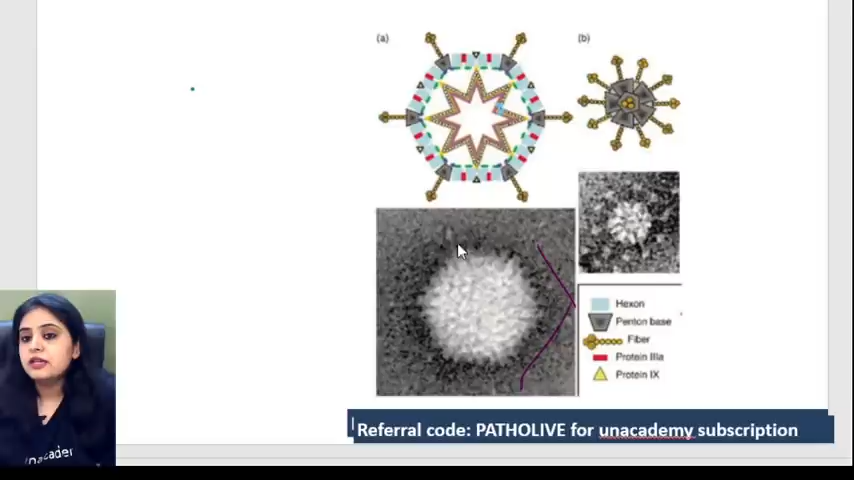 (a)
(b)
Hexon
Penton base
Fiber
Protein IIIa
Protein IX
Referral code: PATHOLIVE for unacademy subscription